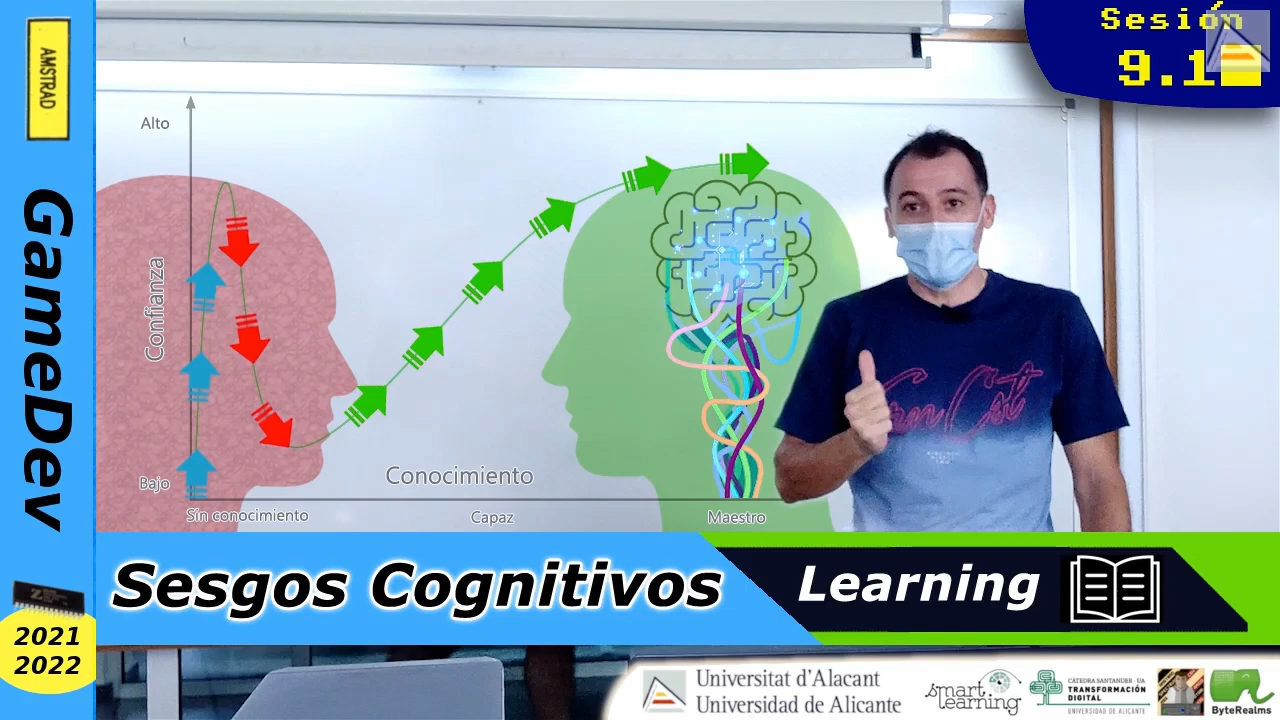 AMSTRAD
GameDev
2021
2022
Sesión
9.1
Alto
Confianza
Bajo
Conocimiento
Sin conocimiento
Capaz
Maestro
Sesgos Cognitivos
Learning
Universitat d'Alacant
Universidad de Alicante
smart
learning
CÁTEDRA SANTANDER · UA
TRANSFORMACIÓN
DIGITAL
UNIVERSIDAD DE ALICANTE
ByteRealms